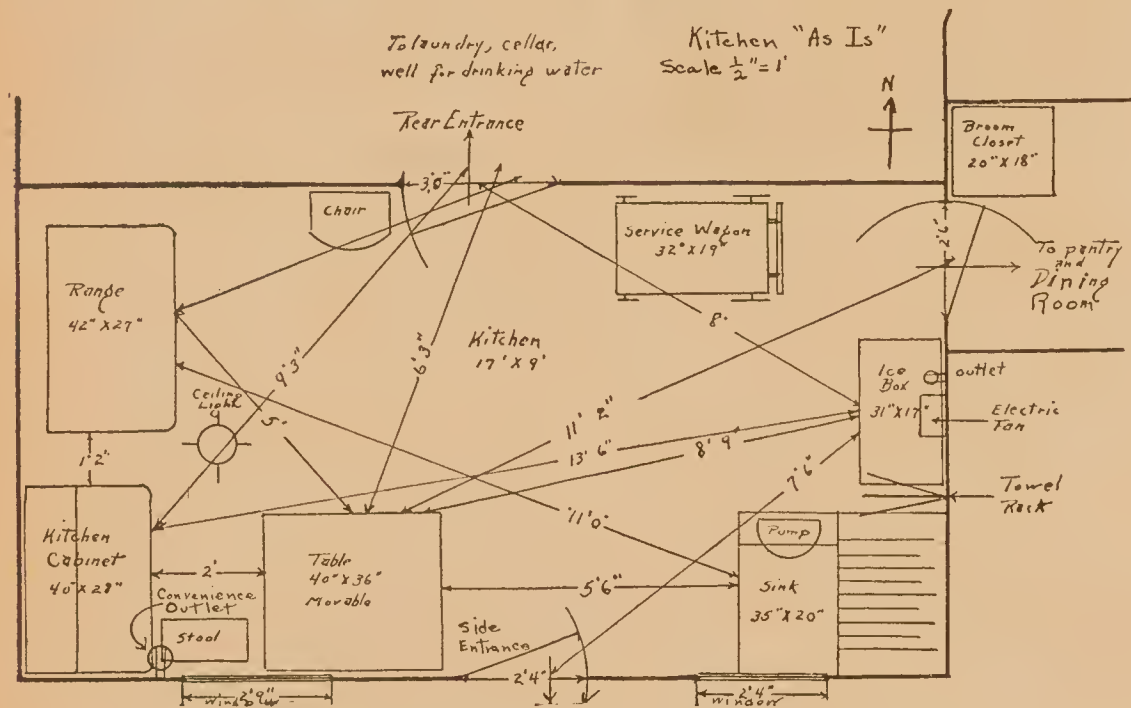 Kitchen "As Is"
Scale ½" = 1'
To laundry, cellar,
well for drinking water
Rear Entrance
N
Broom
Closet
20" X 18"
3'0"
Chair
Service Wagon
32" X 19"
2'6"
To pantry
and
Dining
Room
Range
42" X 27"
Kitchen
17' X 9'
9'3"
6'3"
8'
Ceiling
Light
5'
11' 2"
Ice
Box
31" X 17"
outlet
Electric
Fan
1' 2"
13' 6"
8' 9"
7'6"
11'0"
Towel
Rack
Kitchen
Cabinet
40" X 28"
2'
Table
40" X 36"
Movable
5'6"
Pump
Sink
35" X 20"
Convenience
Outlet
Stool
Side
Entrance
2'9"
window
2'4"
2'4"
window